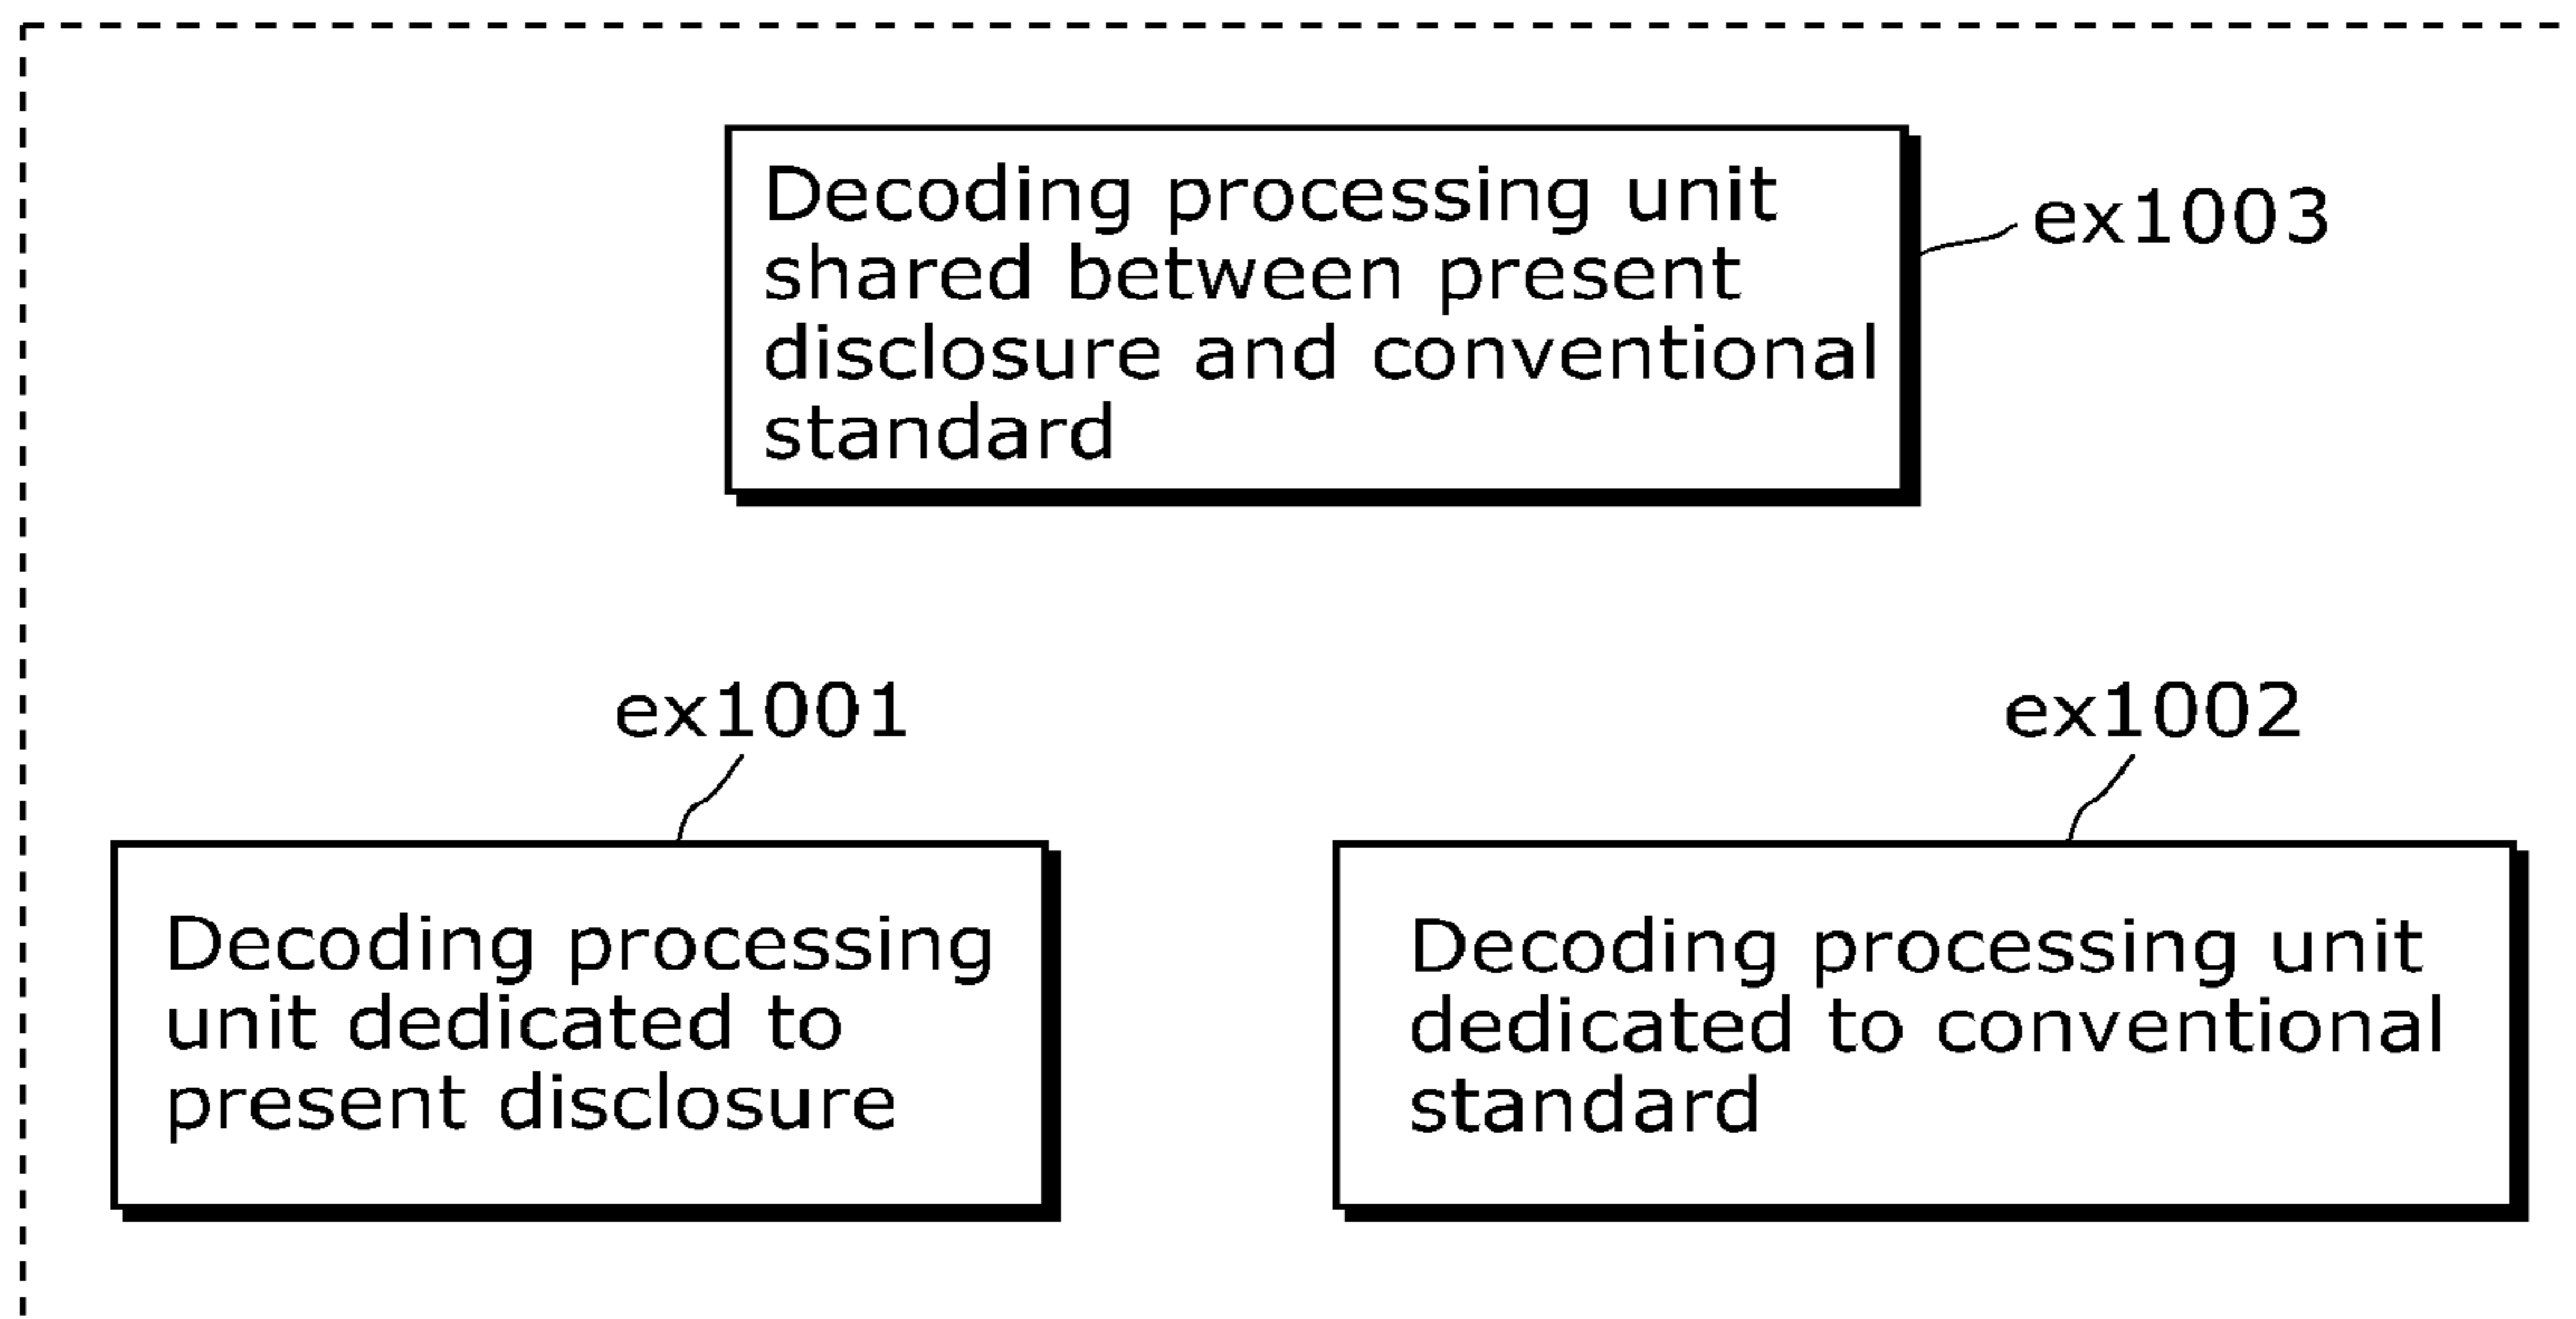 Decoding processing unit
shared between present
disclosure and conventional
standard
ex1003
ex1001
ex1002
Decoding processing
unit dedicated to
present disclosure
Decoding processing unit
dedicated to conventional
standard